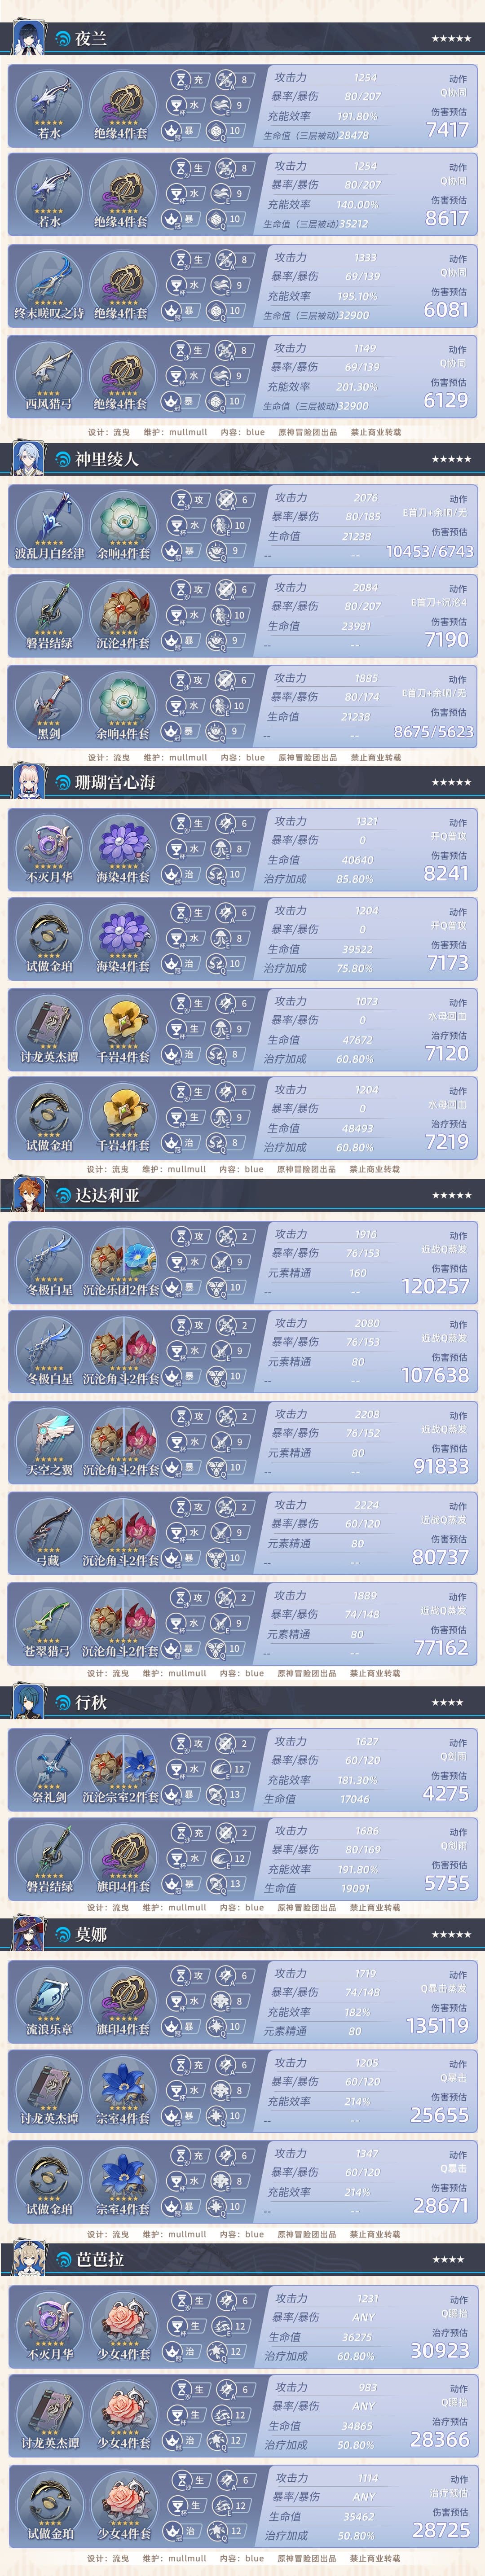 夜兰
★★★★★
若水 绝缘4件套 充 8 水 9 暴 10
攻击力 1254
暴率/暴伤 80/207
充能效率 191.80%
生命值（三层被动）28478
动作
Q协同
伤害预估
7417
若水 绝缘4件套 生 8 水 9 暴 10
攻击力 1254
暴率/暴伤 80/207
充能效率 140.00%
生命值（三层被动）35212
动作
Q协同
伤害预估
8617
终末嗟叹之诗 绝缘4件套 生 8 水 9 暴 10
攻击力 1333
暴率/暴伤 69/139
充能效率 195.10%
生命值（三层被动）32900
动作
Q协同
伤害预估
6081
西风猎弓 绝缘4件套 生 8 水 9 暴 10
攻击力 1149
暴率/暴伤 69/139
充能效率 201.30%
生命值（三层被动）32900
动作
Q协同
伤害预估
6129
设计：流曳 维护：mullmull 内容：blue 原神冒险团出品 禁止商业转载
神里绫人
★★★★★
波乱月白经津 余响4件套 攻 6 水 10 暴 9
攻击力 2076
暴率/暴伤 80/185
生命值 21238
-- --
动作
E首刀+余响/无
伤害预估
10453/6743
磐岩结绿 沉沦4件套 攻 6 水 10 暴 9
攻击力 2084
暴率/暴伤 80/207
生命值 23981
-- --
动作
E首刀+沉沦4
伤害预估
7190
黑剑 余响4件套 攻 6 水 10 暴 9
攻击力 1885
暴率/暴伤 80/174
生命值 21238
-- --
动作
E首刀+余响/无
伤害预估
8675/5623
设计：流曳 维护：mullmull 内容：blue 原神冒险团出品 禁止商业转载
珊瑚宫心海
★★★★★
不灭月华 海染4件套 生 6 水 8 治 10
攻击力 1321
暴率/暴伤 0
生命值 40640
治疗加成 85.80%
动作
开Q普攻
伤害预估
8241
试做金珀 海染4件套 生 6 水 8 治 10
攻击力 1204
暴率/暴伤 0
生命值 39522
治疗加成 75.80%
动作
开Q普攻
伤害预估
7173
讨龙英杰谭 千岩4件套 生 6 生 9 治 8
攻击力 1073
暴率/暴伤 0
生命值 47672
治疗加成 60.80%
动作
水母回血
治疗预估
7120
试做金珀 千岩4件套 生 6 生 9 治 8
攻击力 1204
暴率/暴伤 0
生命值 48493
治疗加成 60.80%
动作
水母回血
治疗预估
7219
设计：流曳 维护：mullmull 内容：blue 原神冒险团出品 禁止商业转载
达达利亚
★★★★★
冬极白星 沉沦乐团2件套 攻 2 水 9 暴 10
攻击力 1916
暴率/暴伤 76/153
元素精通 160
-- --
动作
近战Q蒸发
伤害预估
120257
冬极白星 沉沦角斗2件套 攻 2 水 9 暴 10
攻击力 2080
暴率/暴伤 76/153
元素精通 80
-- --
动作
近战Q蒸发
伤害预估
107638
天空之翼 沉沦角斗2件套 攻 2 水 9 暴 10
攻击力 2208
暴率/暴伤 76/152
元素精通 80
-- --
动作
近战Q蒸发
伤害预估
91833
弓藏 沉沦角斗2件套 攻 2 水 9 暴 10
攻击力 2224
暴率/暴伤 60/120
元素精通 80
-- --
动作
近战Q蒸发
伤害预估
80737
苍翠猎弓 沉沦角斗2件套 攻 2 水 9 暴 10
攻击力 1889
暴率/暴伤 74/148
元素精通 80
-- --
动作
近战Q蒸发
伤害预估
77162
设计：流曳 维护：mullmull 内容：blue 原神冒险团出品 禁止商业转载
行秋
★★★★
祭礼剑 沉沦宗室2件套 攻 2 水 12 暴 13
攻击力 1627
暴率/暴伤 60/120
充能效率 181.30%
生命值 17046
动作
Q剑雨
伤害预估
4275
磐岩结绿 旗印4件套 充 2 水 12 暴 13
攻击力 1686
暴率/暴伤 80/169
充能效率 191.80%
生命值 19091
动作
Q剑雨
伤害预估
5755
设计：流曳 维护：mullmull 内容：blue 原神冒险团出品 禁止商业转载
莫娜
★★★★★
流浪乐章 旗印4件套 攻 6 水 8 暴 10
攻击力 1719
暴率/暴伤 74/148
充能效率 182%
元素精通 80
动作
Q暴击蒸发
伤害预估
135119
讨龙英杰谭 宗室4件套 充 6 水 8 暴 10
攻击力 1205
暴率/暴伤 60/120
充能效率 214%
-- --
动作
Q暴击
伤害预估
25655
试做金珀 宗室4件套 充 6 水 8 暴 10
攻击力 1347
暴率/暴伤 60/120
充能效率 214%
-- --
动作
Q暴击
伤害预估
28671
设计：流曳 维护：mullmull 内容：blue 原神冒险团出品 禁止商业转载
芭芭拉
★★★★
不灭月华 少女4件套 生 6 生 12 治 12
攻击力 1231
暴率/暴伤 ANY
生命值 36275
治疗加成 60.80%
动作
治疗预估
30923
讨龙英杰谭 少女4件套 生 6 生 12 治 12
攻击力 983
暴率/暴伤 ANY
生命值 34865
治疗加成 50.80%
动作
治疗预估
28366
试做金珀 少女4件套 生 6 生 12 治 12
攻击力 1114
暴率/暴伤 ANY
生命值 35462
治疗加成 50.80%
动作
治疗预估
伤害预估
28725
设计：流曳 维护：mullmull 内容：blue 原神冒险团出品 禁止商业转载